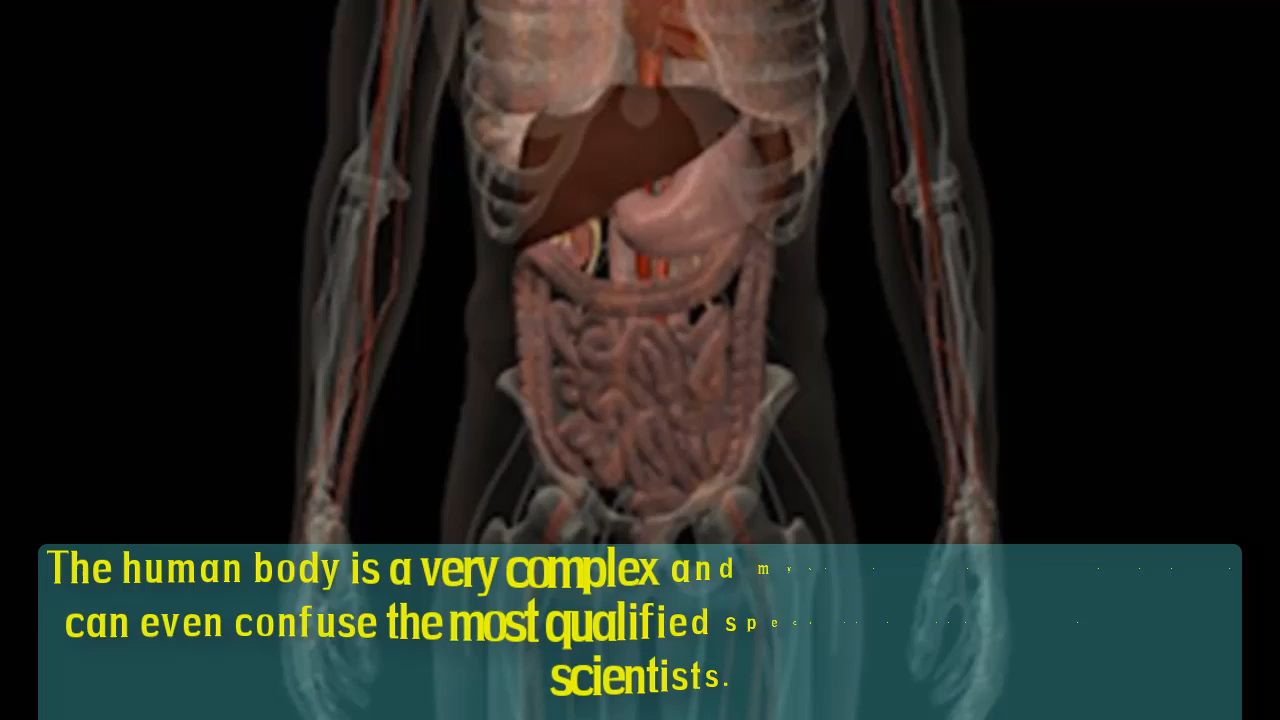 The human body is a very complex and
can even confuse the most qualified
scientists.